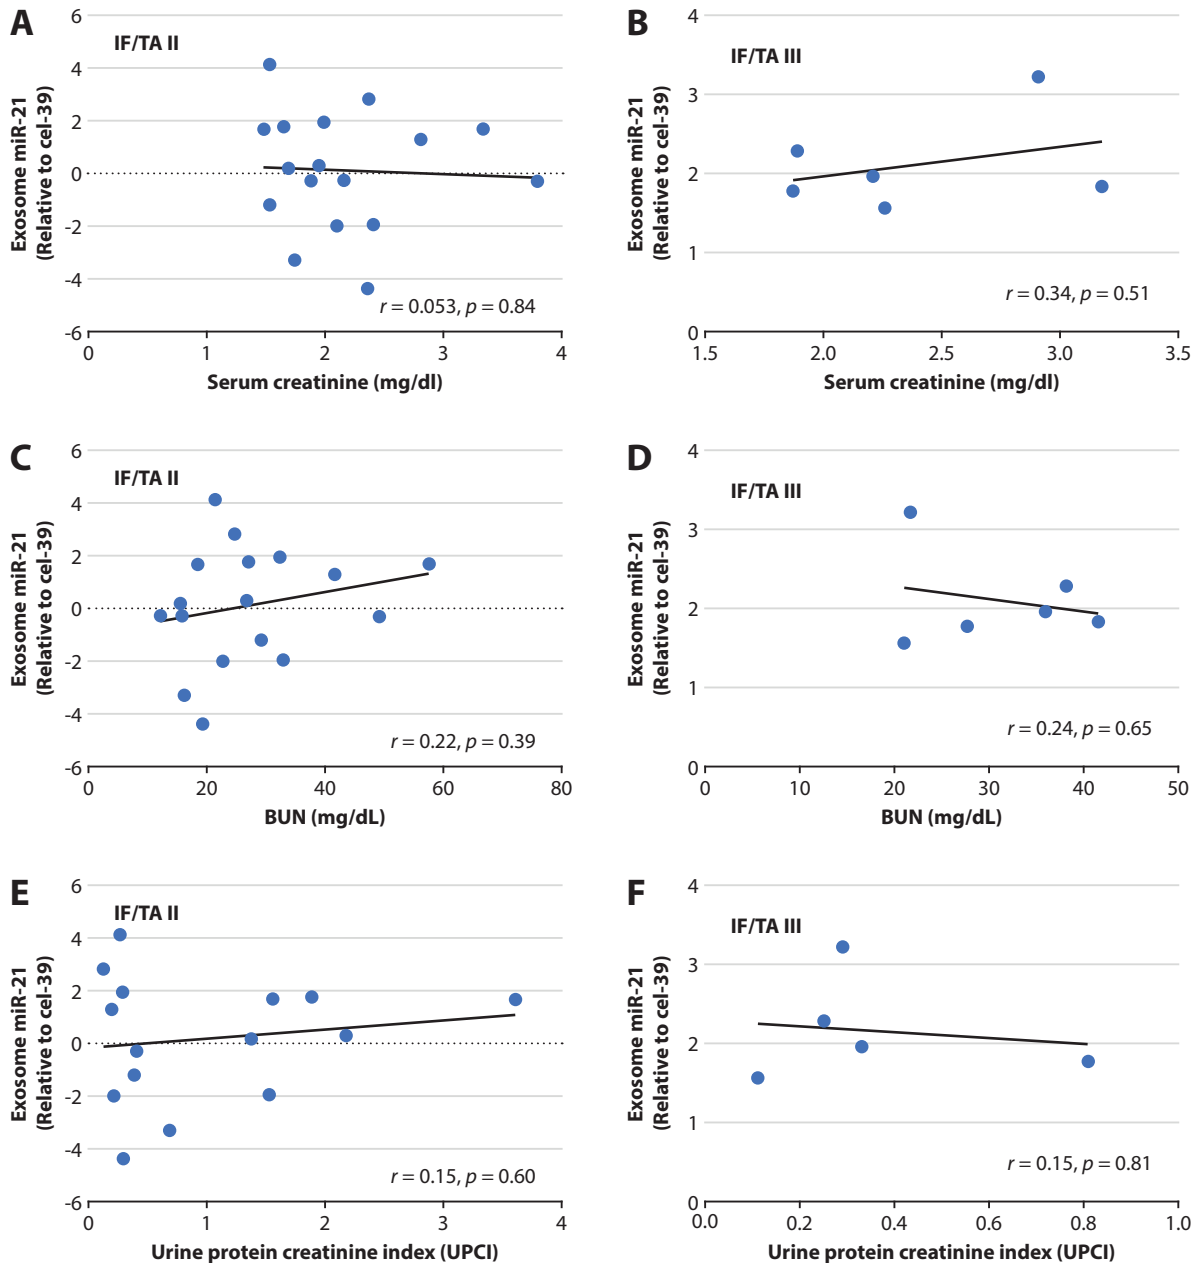 A
IF/TA II
Exosome miR-21
(Relative to cel-39)
6
4
2
0
-2
-4
-6
r = 0.053, p = 0.84
0 1 2 3 4
Serum creatinine (mg/dl)
B
IF/TA III
Exosome miR-21
(Relative to cel-39)
4
3
2
1
0
r = 0.34, p = 0.51
1.5 2.0 2.5 3.0 3.5
Serum creatinine (mg/dl)
C
IF/TA II
Exosome miR-21
(Relative to cel-39)
6
4
2
0
-2
-4
-6
r = 0.22, p = 0.39
0 20 40 60 80
BUN (mg/dL)
D
IF/TA III
Exosome miR-21
(Relative to cel-39)
4
3
2
1
0
r = 0.24, p = 0.65
0 10 20 30 40 50
BUN (mg/dL)
E
IF/TA II
Exosome miR-21
(Relative to cel-39)
6
4
2
0
-2
-4
-6
r = 0.15, p = 0.60
0 1 2 3 4
Urine protein creatinine index (UPCI)
F
IF/TA III
Exosome miR-21
(Relative to cel-39)
4
3
2
1
0
r = 0.15, p = 0.81
0.0 0.2 0.4 0.6 0.8 1.0
Urine protein creatinine index (UPCI)